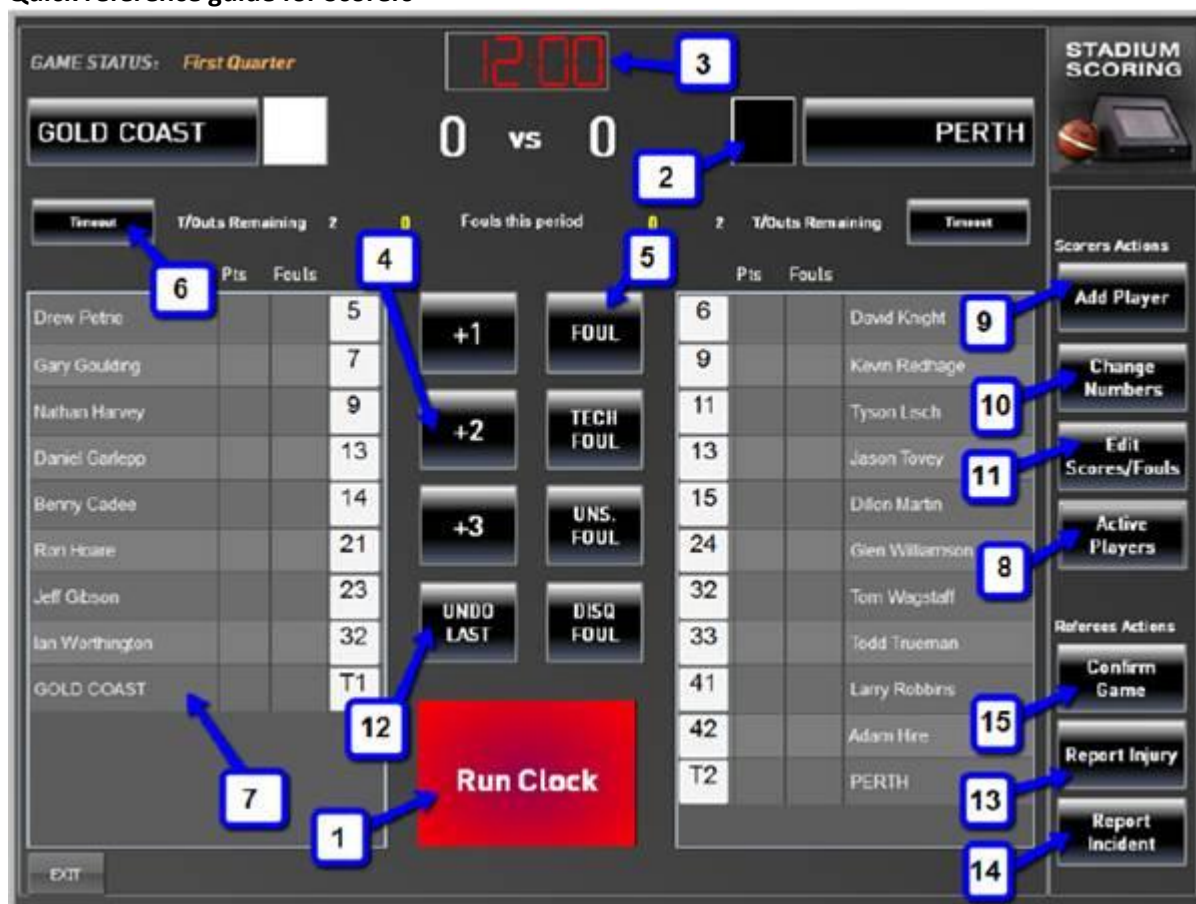 Quick reference guide for scorers
GAME STATUS: First Quarter
12:00
3
STADIUM
SCORING
GOLD COAST
0 vs 0
PERTH
2
Timeout
T/Outs Remaining 2
0 Fouls this period 0
2 T/Outs Remaining
Timeout
6
4
5
Scorers Actions
Pts Fouls
Pts Fouls
Drew Petrie 5
Gary Goulding 7
Nathan Harvey 9
Daniel Garlepp 13
Benny Cadee 14
Ron Hoare 21
Jeff Gibson 23
Ian Worthington 32
GOLD COAST T1
+1
FOUL
+2
TECH
FOUL
+3
UNS.
FOUL
UNDO
LAST
DISQ
FOUL
12
Run Clock
7
1
6 David Knight
9 Kevin Redhage
11 Tyson Lisch
13 Jason Tovey
15 Dillon Martin
24 Glen Williamson
32 Tom Wagstaff
33 Todd Trueman
41 Larry Robbins
42 Adam Hire
T2 PERTH
9
Add Player
10
Change
Numbers
11
Edit
Scores/Fouls
8
Active
Players
Referees Actions
15
Confirm
Game
13
Report Injury
14
Report
Incident
EXIT